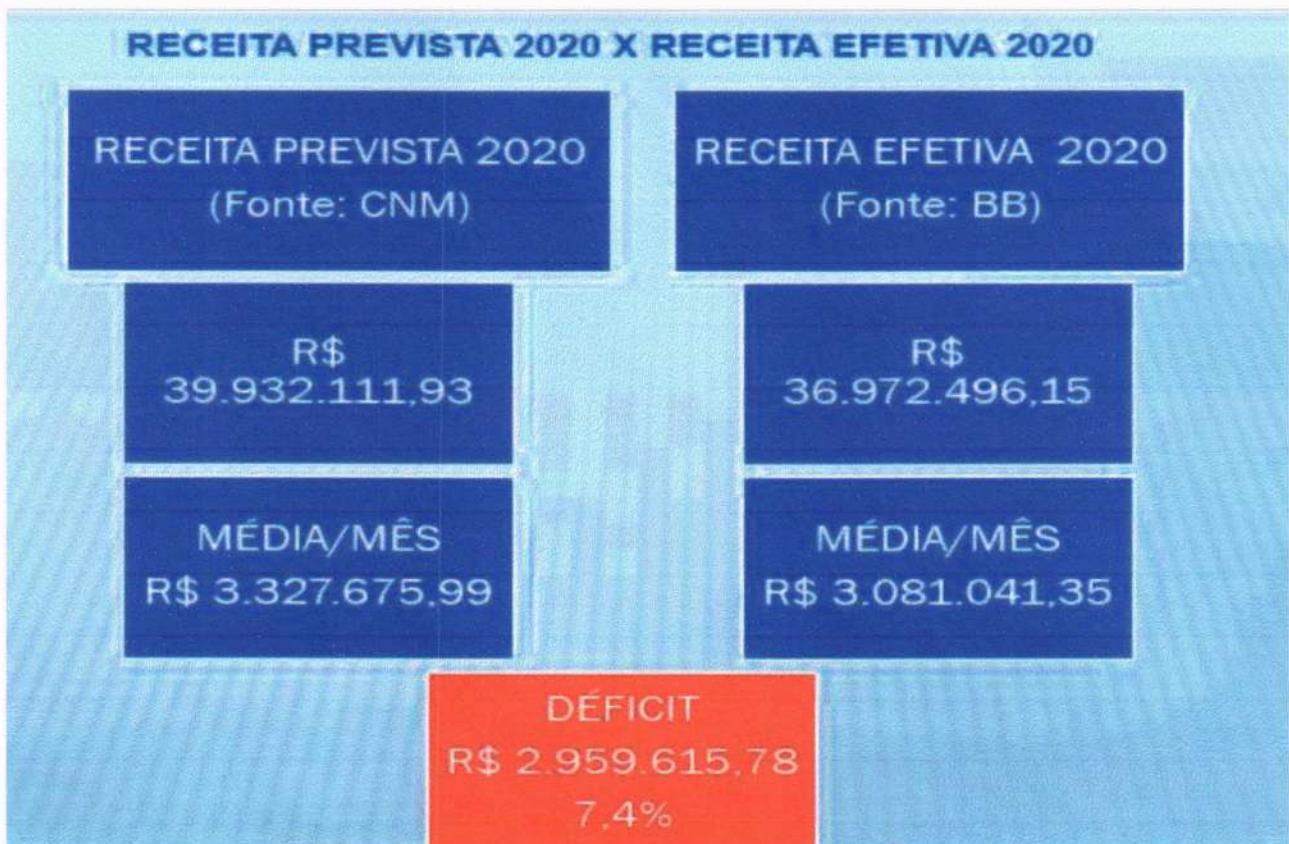 RECEITA PREVISTA 2020 X RECEITA EFETIVA 2020
RECEITA PREVISTA 2020
(Fonte: CNM)
RECEITA EFETIVA 2020
(Fonte: BB)
R$
39.932.111,93
R$
36.972.496,15
MÉDIA/MÊS
R$ 3.327.675,99
MÉDIA/MÊS
R$ 3.081.041,35
DÉFICIT
R$ 2.959.615,78
7,4%